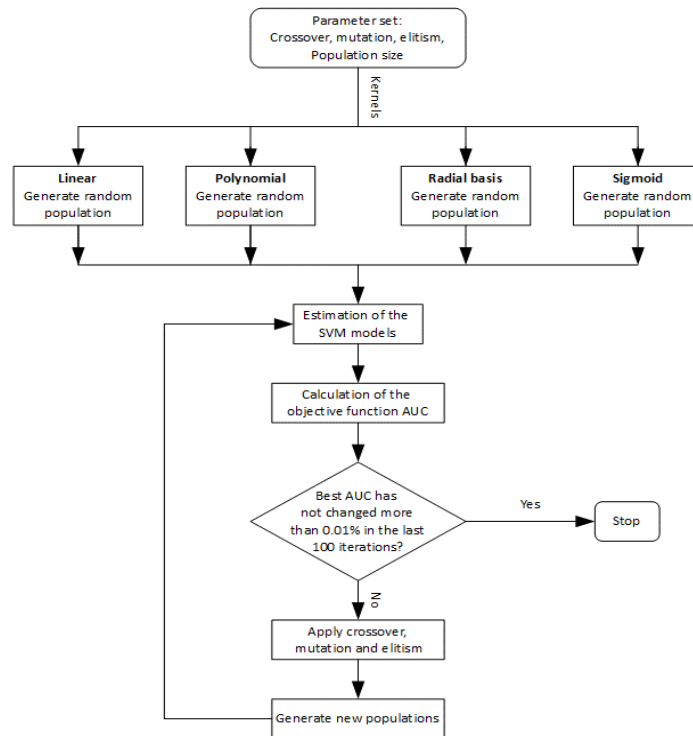 Parameter set:
Crossover, mutation, elitism,
Population size
Kernels
Linear
Generate random
population
Polynomial
Generate random
population
Radial basis
Generate random
population
Sigmoid
Generate random
population
Estimation of the
SVM models
Calculation of the
objective function AUC
Best AUC has
not changed more
than 0.01% in the last
100 iterations?
Yes
Stop
No
Apply crossover,
mutation and elitism
Generate new populations